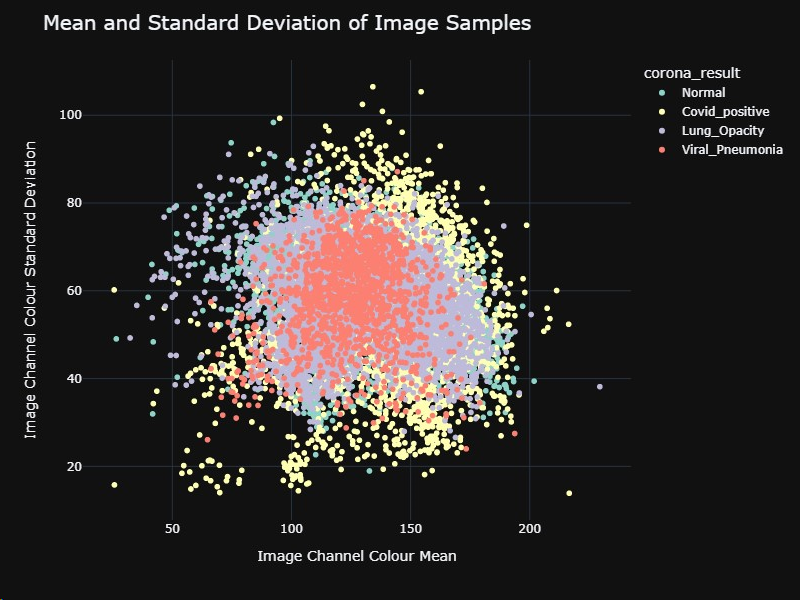 Mean and Standard Deviation of Image Samples
corona_result
Normal
Covid_positive
Lung_Opacity
Viral_Pneumonia
Image Channel Colour Standard Deviation
100
80
60
40
20
50
100
150
200
Image Channel Colour Mean